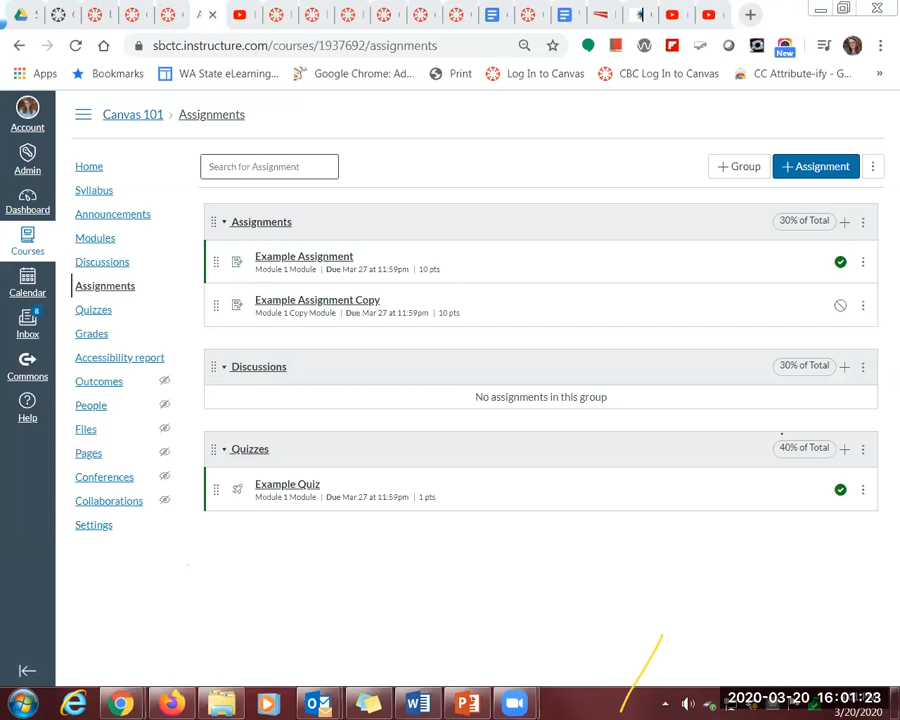 sbctc.instructure.com/courses/1937692/assignments
New
Apps
Bookmarks
WA State eLearning...
Google Chrome: Ad...
Print
Log In to Canvas
CBC Log In to Canvas
CC Attribute-ify - G...
»
Account
Admin
Dashboard
Courses
Calendar
8
Inbox
Commons
Help
Canvas 101 › Assignments
Home
Syllabus
Announcements
Modules
Discussions
Assignments
Quizzes
Grades
Accessibility report
Outcomes
People
Files
Pages
Conferences
Collaborations
Settings
Search for Assignment
+ Group
+ Assignment
Assignments
30% of Total
Example Assignment
Module 1 Module | Due Mar 27 at 11:59pm | 10 pts
Example Assignment Copy
Module 1 Copy Module | Due Mar 27 at 11:59pm | 10 pts
Discussions
30% of Total
No assignments in this group
Quizzes
40% of Total
Example Quiz
Module 1 Module | Due Mar 27 at 11:59pm | 1 pts
2020-03-20 16:01:23
3/20/2020